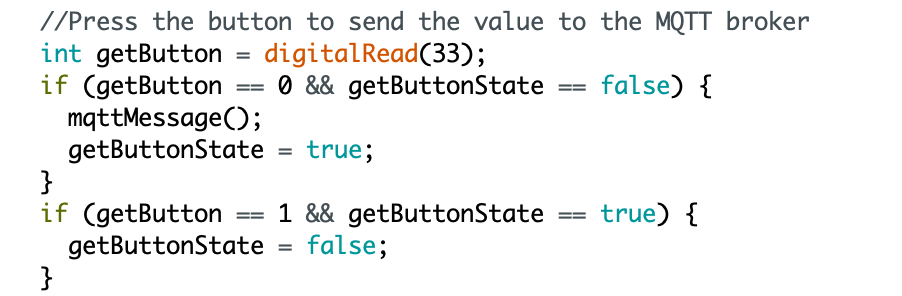 //Press the button to send the value to the MQTT broker
int getButton = digitalRead(33);
if (getButton == 0 && getButtonState == false) {
  mqttMessage();
  getButtonState = true;
}
if (getButton == 1 && getButtonState == true) {
  getButtonState = false;
}